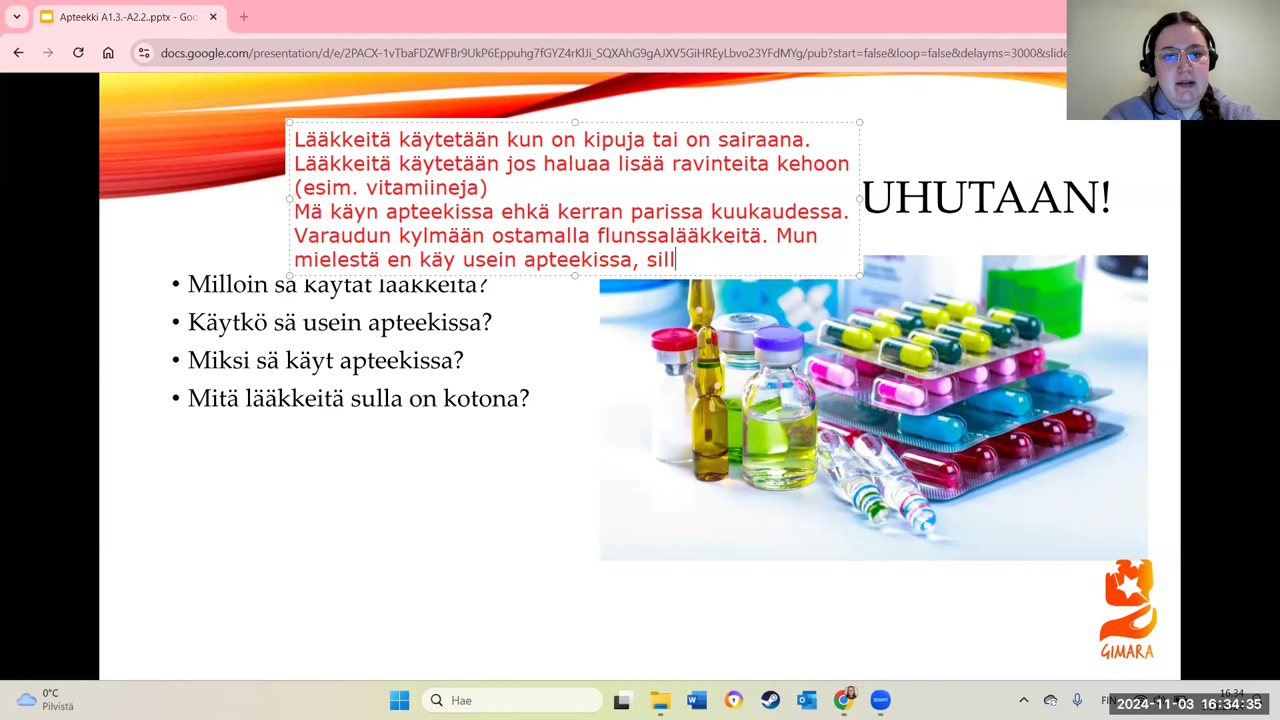 Apteekki A1.3.-A2.2.pptx - Goo
docs.google.com/presentation/d/e/2PACX-1vTbaFDZWFBr9UkP6Eppuhg7fGYZ4rKlJi_SQXAhG9gAJXV5GiHREyLbvo23YFdMYg/pub?start=false&loop=false&delayms=3000&slide
Lääkkeitä käytetään kun on kipuja tai on sairaana.
Lääkkeitä käytetään jos haluaa lisää ravinteita kehoon
(esim. vitamiineja)
Mä käyn apteekissa ehkä kerran parissa kuukaudessa.
Varaudun kylmään ostamalla flunssalääkkeitä. Mun
mielestä en käy usein apteekissa, sill
UHUTAAN!
• Milloin sä käytät lääkkeitä?
• Käytkö sä usein apteekissa?
• Miksi sä käyt apteekissa?
• Mitä lääkkeitä sulla on kotona?
GIMARA
0°C
Pilvistä
Hae
FIN
16.34
2024-11-03 16:34:35